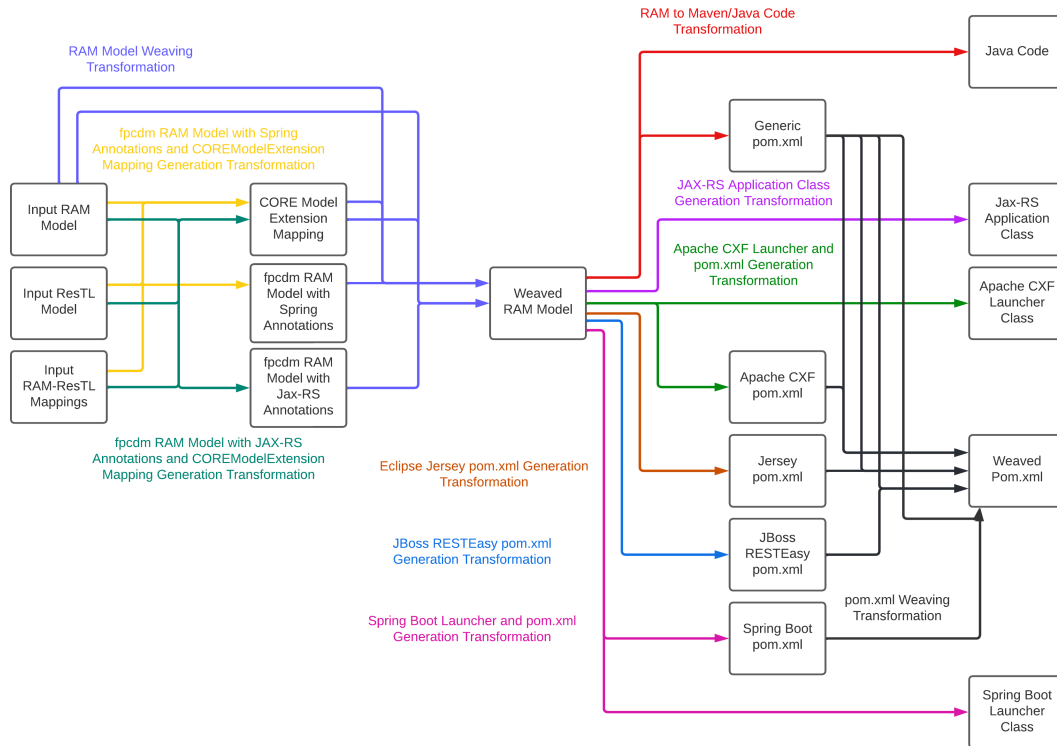 RAM to Maven/Java Code
Transformation
Java Code
RAM Model Weaving
Transformation
Generic
pom.xml
fpcdm RAM Model with Spring
Annotations and COREModelExtension
Mapping Generation Transformation
JAX-RS Application Class
Generation Transformation
Input RAM
Model
CORE Model
Extension
Mapping
Jax-RS
Application
Class
Apache CXF Launcher and
pom.xml Generation
Transformation
Input ResTL
Model
fpcdm RAM
Model with
Spring
Annotations
Weaved
RAM Model
Apache CXF
Launcher
Class
Input
RAM-ResTL
Mappings
fpcdm RAM
Model with
Jax-RS
Annotations
Apache CXF
pom.xml
fpcdm RAM Model with JAX-RS
Annotations and COREModelExtension
Mapping Generation Transformation
Eclipse Jersey pom.xml Generation
Transformation
Jersey
pom.xml
Weaved
Pom.xml
JBoss RESTEasy pom.xml
Generation Transformation
JBoss
RESTEasy
pom.xml
pom.xml Weaving
Transformation
Spring Boot Launcher and pom.xml
Generation Transformation
Spring Boot
pom.xml
Spring Boot
Launcher
Class